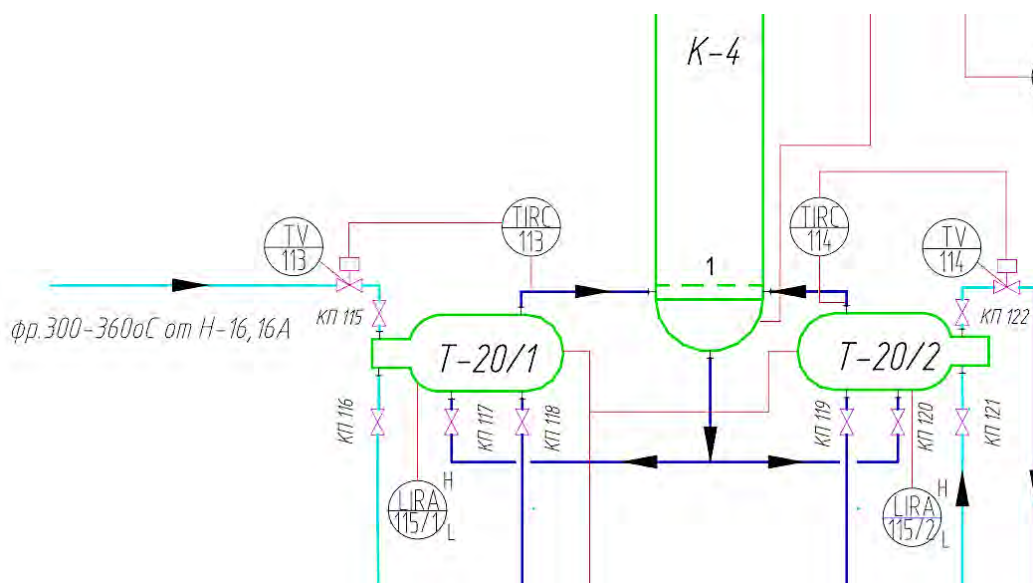 К-4
TIRC
113
TIRC
114
TV
113
TV
114
1
КП 115
КП 122
фр.300-360оС от Н-16,16А
Т-20/1
Т-20/2
КП 116
КП 117
КП 118
КП 119
КП 120
КП 121
LIRA
115/1
H
L
LIRA
115/2
H
L